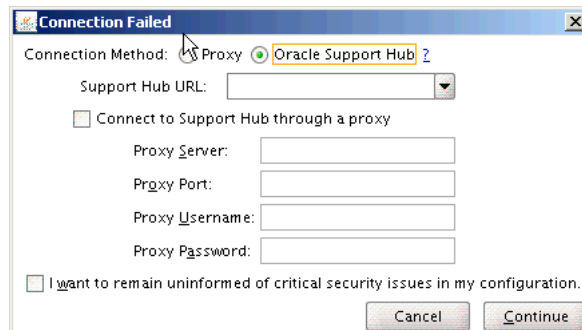 Connection Failed
Connection Method: Proxy Oracle Support Hub ?
Support Hub URL:
Connect to Support Hub through a proxy
Proxy Server:
Proxy Port:
Proxy Username:
Proxy Password:
I want to remain uninformed of critical security issues in my configuration.
Cancel Continue